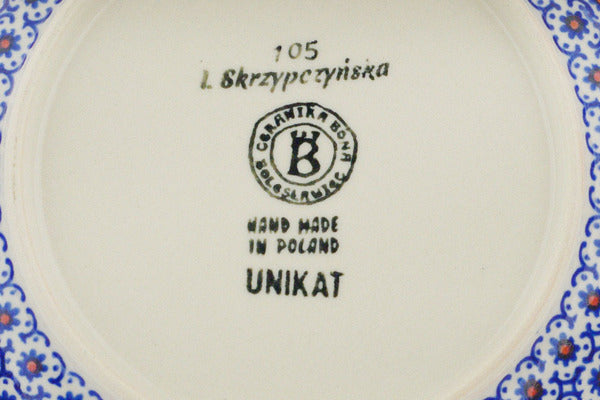 105
I. Skrzypczyńska
CERAMIKA BONA
B
BOLESŁAWIEC
HAND MADE
IN POLAND
UNIKAT